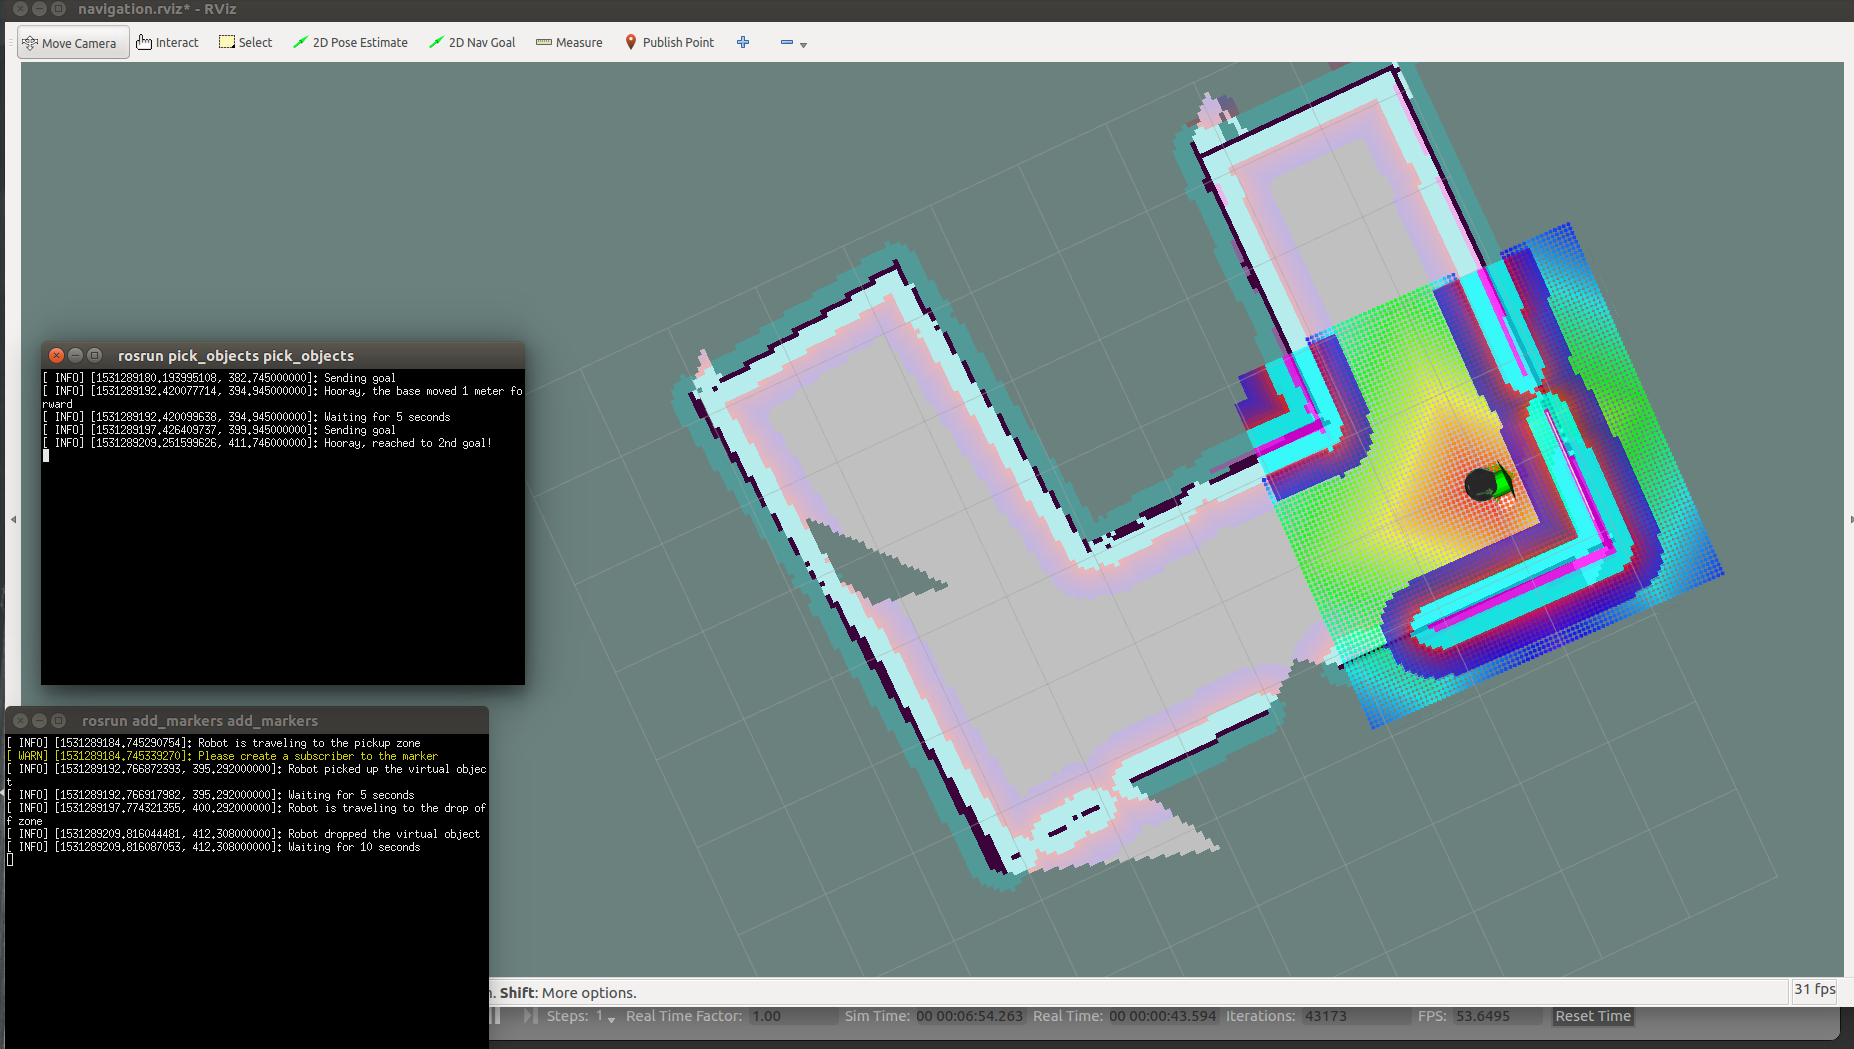 navigation.rviz* - RViz
Move Camera Interact Select 2D Pose Estimate 2D Nav Goal Measure Publish Point
rosrun pick_objects pick_objects
[ INFO] [1531289180.193995108, 382.745000000]: Sending goal
[ INFO] [1531289192.420077714, 394.945000000]: Hooray, the base moved 1 meter fo
rward
[ INFO] [1531289192.420099638, 394.945000000]: Waiting for 5 seconds
[ INFO] [1531289197.426409737, 399.945000000]: Sending goal
[ INFO] [1531289209.251599626, 411.746000000]: Hooray, reached to 2nd goal!
rosrun add_markers add_markers
[ INFO] [1531289184.745290754]: Robot is traveling to the pickup zone
[ WARN] [1531289184.745339270]: Please create a subscriber to the marker
[ INFO] [1531289192.766872393, 395.292000000]: Robot picked up the virtual objec
t
[ INFO] [1531289192.766917982, 395.292000000]: Waiting for 5 seconds
[ INFO] [1531289197.774321355, 400.292000000]: Robot is traveling to the drop of
f zone
[ INFO] [1531289209.816044481, 412.308000000]: Robot dropped the virtual object
[ INFO] [1531289209.816087053, 412.308000000]: Waiting for 10 seconds
. Shift: More options.
31 fps
Steps: 1 Real Time Factor: 1.00 Sim Time: 00 00:06:54.263 Real Time: 00 00:00:43.594 Iterations: 43173 FPS: 53.6495 Reset Time